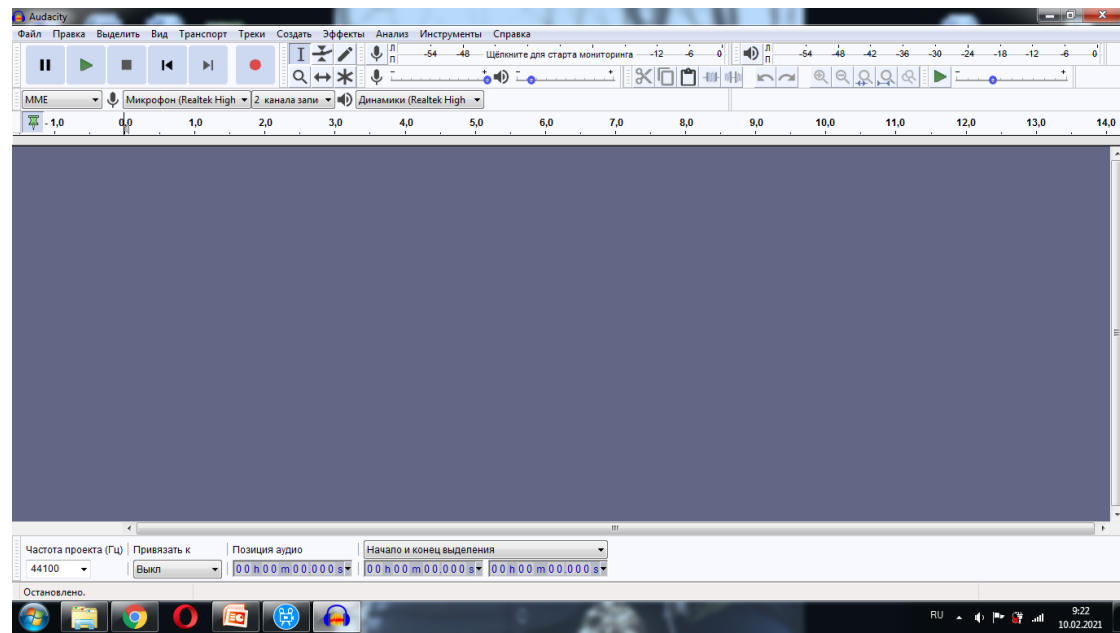 Audacity
Файл Правка Выделить Вид Транспорт Треки Создать Эффекты Анализ Инструменты Справка
Л П -54 -48 Щёлкните для старта мониторинга -12 -6 0 Л П -54 -48 -42 -36 -30 -24 -18 -12 -6 0
- + - + - +
MME Микрофон (Realtek High 2 канала запи Динамики (Realtek High
- 1,0 0,0 1,0 2,0 3,0 4,0 5,0 6,0 7,0 8,0 9,0 10,0 11,0 12,0 13,0 14,0
Частота проекта (Гц) Привязать к Позиция аудио Начало и конец выделения
44100 Выкл 00 h 00 m 00.000 s 00 h 00 m 00.000 s 00 h 00 m 00.000 s
Остановлено.
RU 9:22
10.02.2021